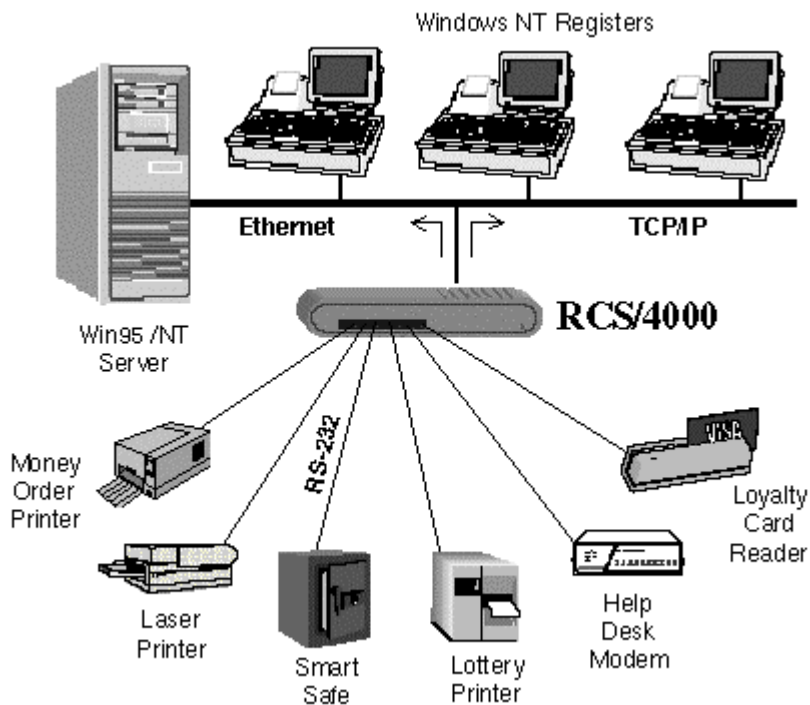 Windows NT Registers
Ethernet
TCP/IP
RCS/4000
Win95 /NT
Server
RS-232
Money
Order
Printer
VISA
Loyalty
Card
Reader
Laser
Printer
Smart
Safe
Lottery
Printer
Help
Desk
Modem